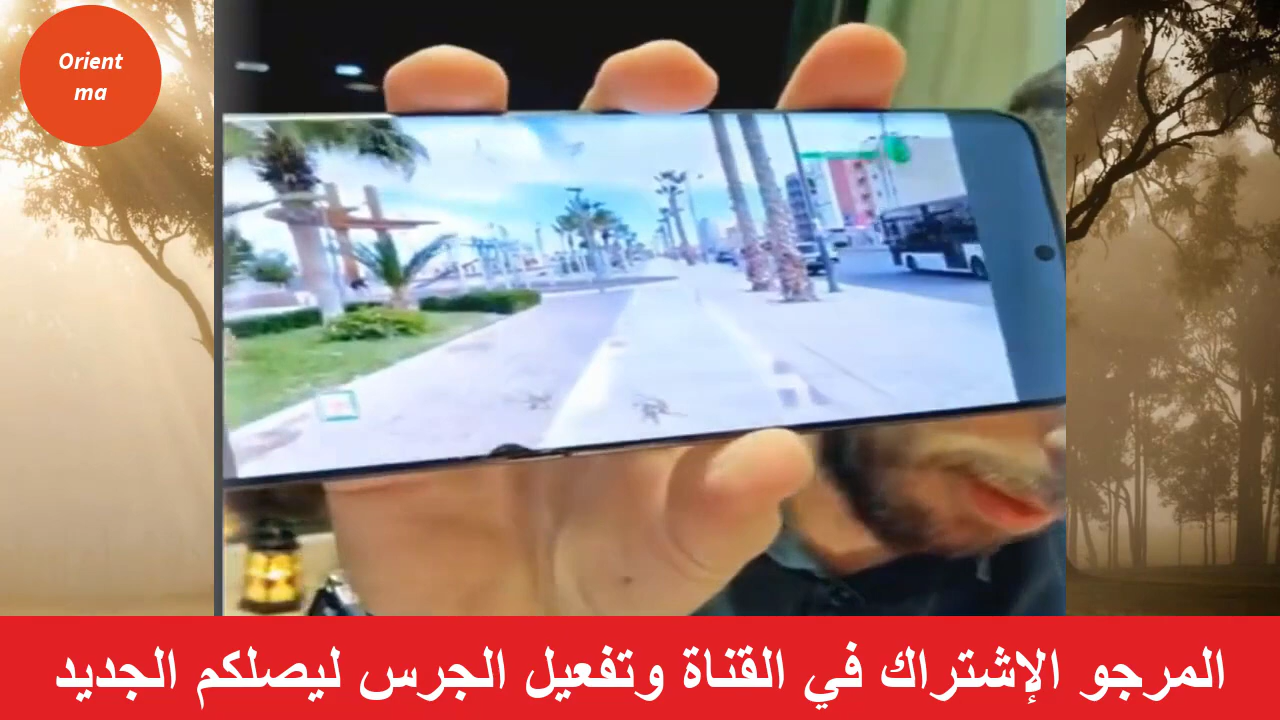 Orient
ma
المرجو الإشتراك في القناة وتفعيل الجرس ليصلكم الجديد